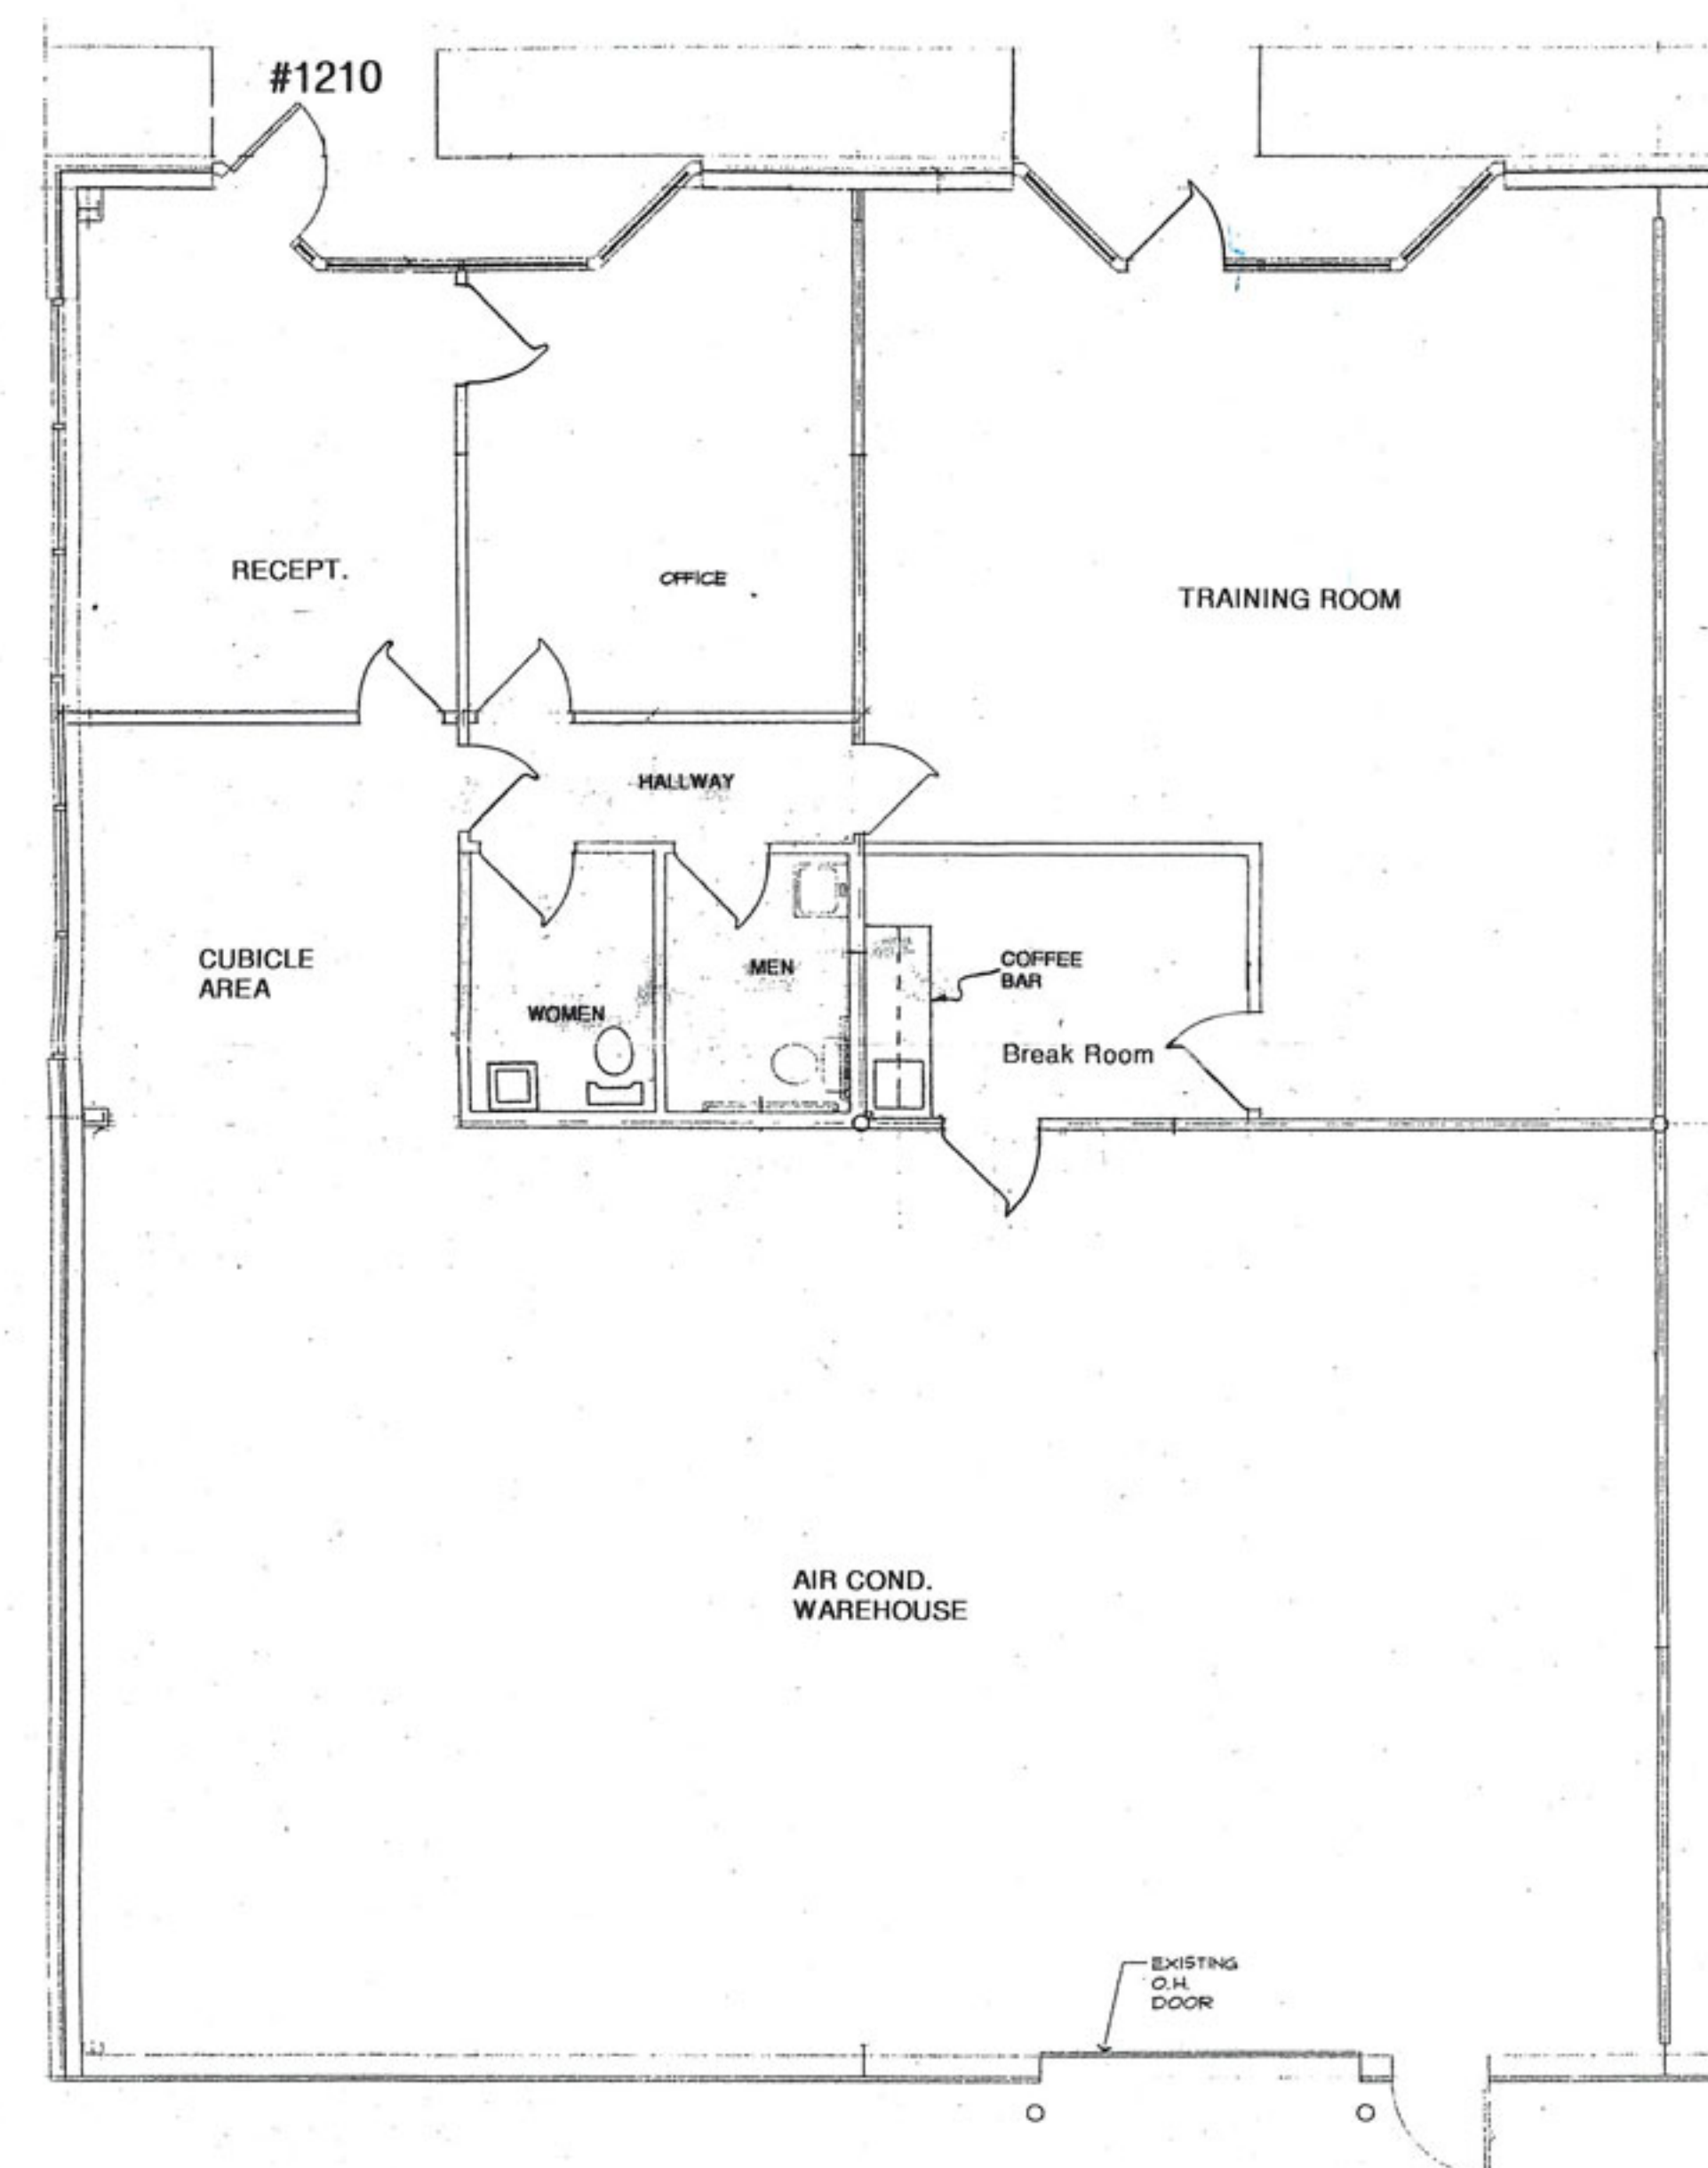 #1210
RECEPT.
OFFICE
TRAINING ROOM
HALLWAY
CUBICLE
AREA
WOMEN
MEN
COFFEE
BAR
Break Room
AIR COND.
WAREHOUSE
EXISTING
O.H.
DOOR